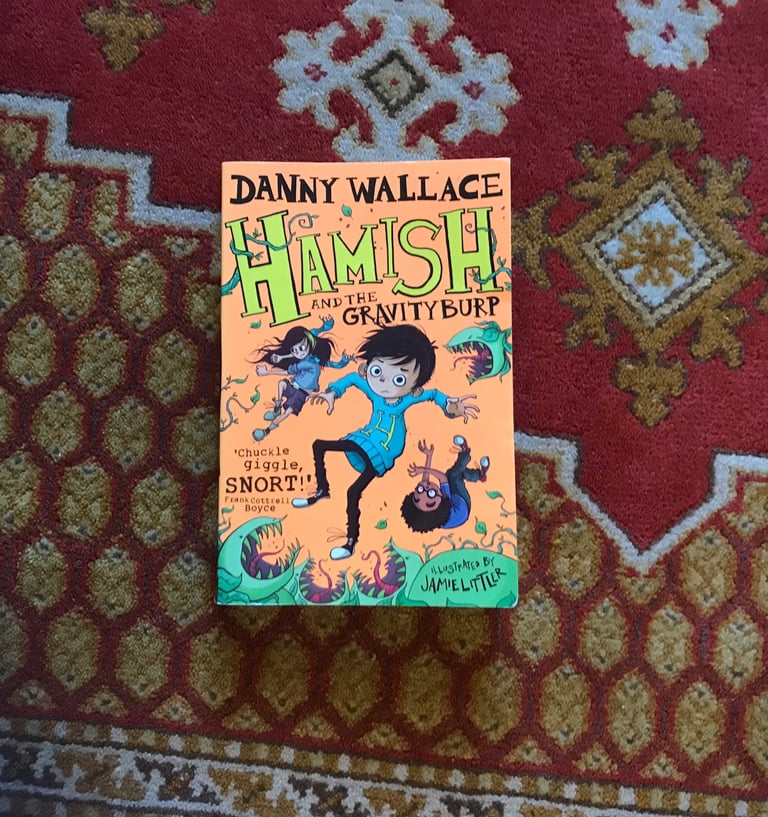 DANNY WALLACE
HAMISH
AND THE
GRAVITY BURP
H
'Chuckle
giggle,
SNORT!'
Frank Cottrell
Boyce
ILLUSTRATED BY
JAMIE LITTLER